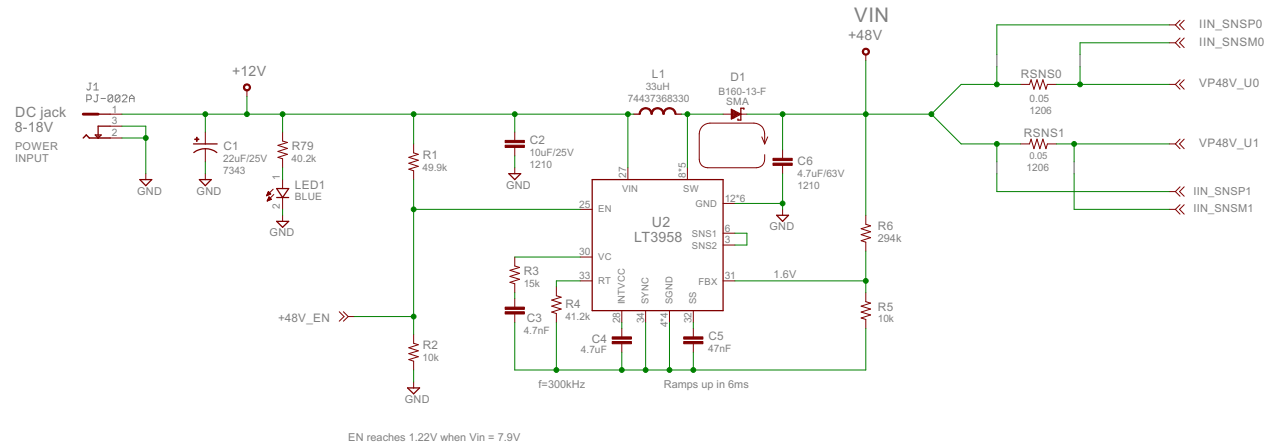 VIN
+48V
IIN_SNSP0
IIN_SNSM0
+12V
L1
33uH
74437368330
D1
B160-13-F
SMA
RSNS0
0.05
1206
VP48V_U0
J1
PJ-002A
DC jack
8-18V
POWER
INPUT
1
3
2
GND
C1
22uF/25V
7343
GND
R79
40.2k
1
2
LED1
BLUE
GND
R1
49.9k
C2
10uF/25V
1210
GND
C6
4.7uF/63V
1210
GND
RSNS1
0.05
1206
VP48V_U1
IIN_SNSP1
IIN_SNSM1
27
VIN
8*5
SW
25
EN
GND
12*6
U2
LT3958
SNS1
6
SNS2
3
30
VC
33
RT
FBX
31
1.6V
INTVCC
SYNC
SGND
SS
28
34
4*4
32
R6
294k
R5
10k
R3
15k
C3
4.7nF
R4
41.2k
C4
4.7uF
C5
47nF
+48V_EN
R2
10k
GND
f=300kHz
Ramps up in 6ms
EN reaches 1.22V when Vin = 7.9V